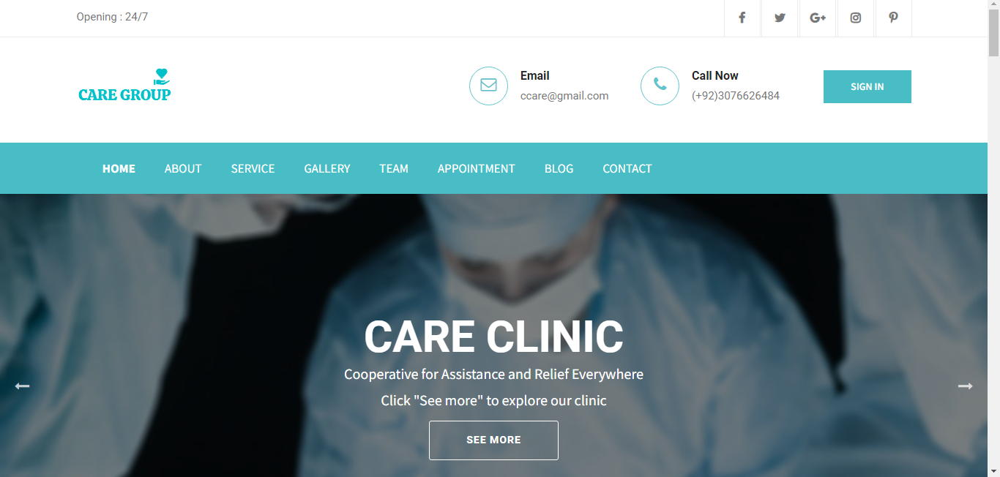 Opening : 24/7
CARE GROUP
Email
ccare@gmail.com
Call Now
(+92)3076626484
SIGN IN
HOME ABOUT SERVICE GALLERY TEAM APPOINTMENT BLOG CONTACT
CARE CLINIC
Cooperative for Assistance and Relief Everywhere
Click "See more" to explore our clinic
SEE MORE